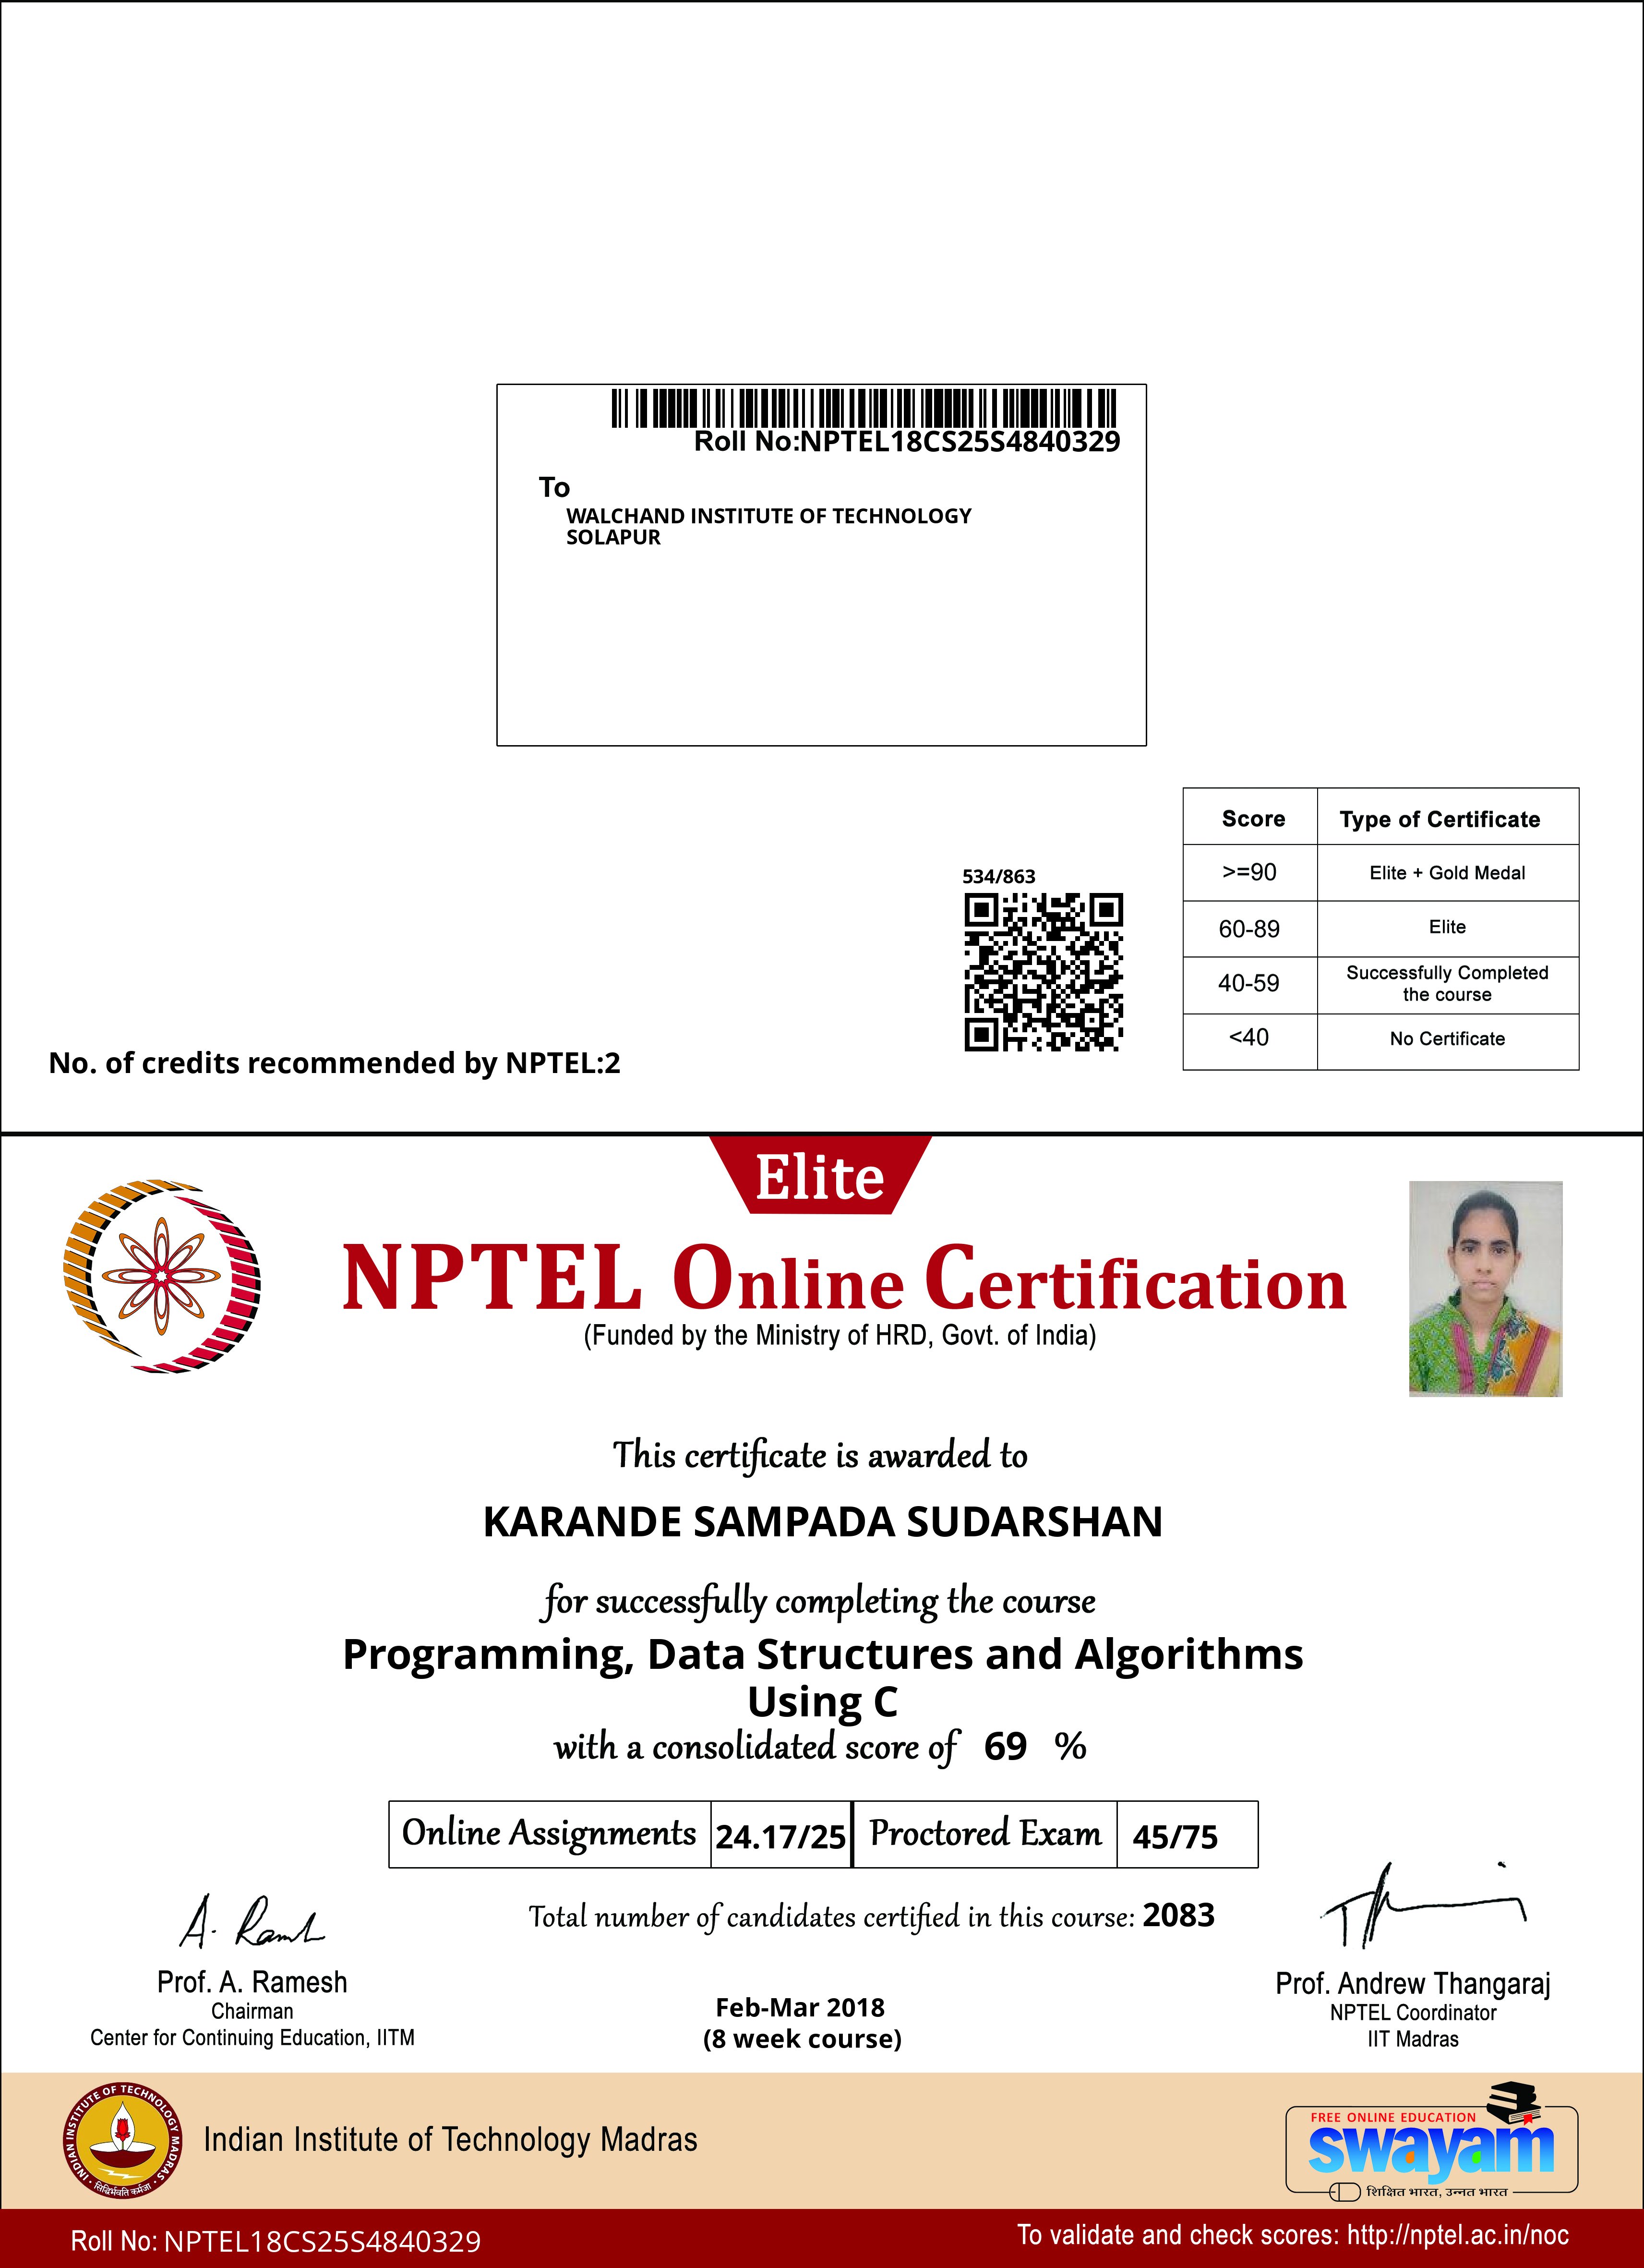 Roll No:NPTEL18CS25S4840329
To
WALCHAND INSTITUTE OF TECHNOLOGY
SOLAPUR
Score Type of Certificate
>=90 Elite + Gold Medal
60-89 Elite
40-59 Successfully Completed
the course
<40 No Certificate
534/863
No. of credits recommended by NPTEL:2
Elite
NPTEL Online Certification
(Funded by the Ministry of HRD, Govt. of India)
This certificate is awarded to
KARANDE SAMPADA SUDARSHAN
for successfully completing the course
Programming, Data Structures and Algorithms
Using C
with a consolidated score of 69 %
Online Assignments 24.17/25 Proctored Exam 45/75
Total number of candidates certified in this course: 2083
A. Ramesh
Prof. A. Ramesh
Chairman
Center for Continuing Education, IITM
Feb-Mar 2018
(8 week course)
Prof. Andrew Thangaraj
NPTEL Coordinator
IIT Madras
INDIAN INSTITUTE OF TECHNOLOGY MADRAS
सिद्धिर्भवति कर्मजा
Indian Institute of Technology Madras
FREE ONLINE EDUCATION
swayam
शिक्षित भारत, उन्नत भारत
Roll No: NPTEL18CS25S4840329
To validate and check scores: http://nptel.ac.in/noc